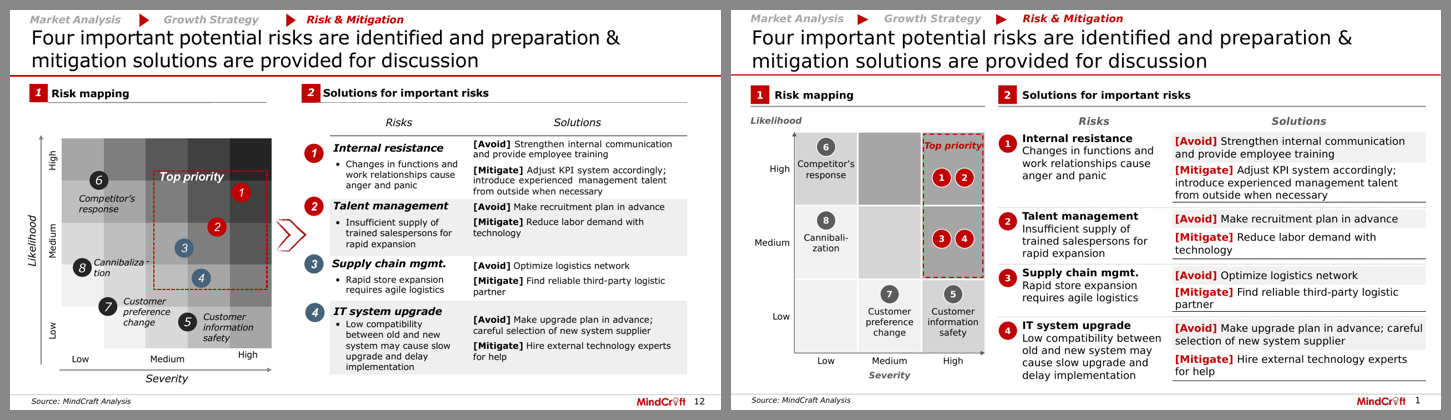 Market Analysis Growth Strategy Risk & Mitigation
Four important potential risks are identified and preparation &
mitigation solutions are provided for discussion
1 Risk mapping
Likelihood
High
Medium
Low
6
Competitor's
response
Top priority
1
2
3
4
8 Cannibaliza-
tion
7 Customer
preference
change
5 Customer
information
safety
Low Medium High
Severity
2 Solutions for important risks
Risks Solutions
1 Internal resistance
• Changes in functions and
work relationships cause
anger and panic
[Avoid] Strengthen internal communication
and provide employee training
[Mitigate] Adjust KPI system accordingly;
introduce experienced management talent
from outside when necessary
2 Talent management
• Insufficient supply of
trained salespersons for
rapid expansion
[Avoid] Make recruitment plan in advance
[Mitigate] Reduce labor demand with
technology
3 Supply chain mgmt.
• Rapid store expansion
requires agile logistics
[Avoid] Optimize logistics network
[Mitigate] Find reliable third-party logistic
partner
4 IT system upgrade
• Low compatibility
between old and new
system may cause slow
upgrade and delay
implementation
[Avoid] Make upgrade plan in advance;
careful selection of new system supplier
[Mitigate] Hire external technology experts
for help
Source: MindCraft Analysis
MindCraft 12
Market Analysis Growth Strategy Risk & Mitigation
Four important potential risks are identified and preparation &
mitigation solutions are provided for discussion
1 Risk mapping
Likelihood
High
Medium
Low
6
Competitor's
response
Top priority
1 2
8
Cannibali-
zation
3 4
7
Customer
preference
change
5
Customer
information
safety
Low Medium High
Severity
2 Solutions for important risks
Risks Solutions
1 Internal resistance
Changes in functions and
work relationships cause
anger and panic
[Avoid] Strengthen internal communication
and provide employee training
[Mitigate] Adjust KPI system accordingly;
introduce experienced management talent
from outside when necessary
2 Talent management
Insufficient supply of
trained salespersons for
rapid expansion
[Avoid] Make recruitment plan in advance
[Mitigate] Reduce labor demand with
technology
3 Supply chain mgmt.
Rapid store expansion
requires agile logistics
[Avoid] Optimize logistics network
[Mitigate] Find reliable third-party logistic
partner
4 IT system upgrade
Low compatibility between
old and new system may
cause slow upgrade and
delay implementation
[Avoid] Make upgrade plan in advance; careful
selection of new system supplier
[Mitigate] Hire external technology experts
for help
Source: MindCraft Analysis
MindCraft 1